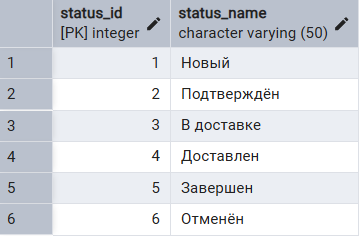 status_id status_name
[PK] integer character varying (50)
1 1 Новый
2 2 Подтверждён
3 3 В доставке
4 4 Доставлен
5 5 Завершен
6 6 Отменён